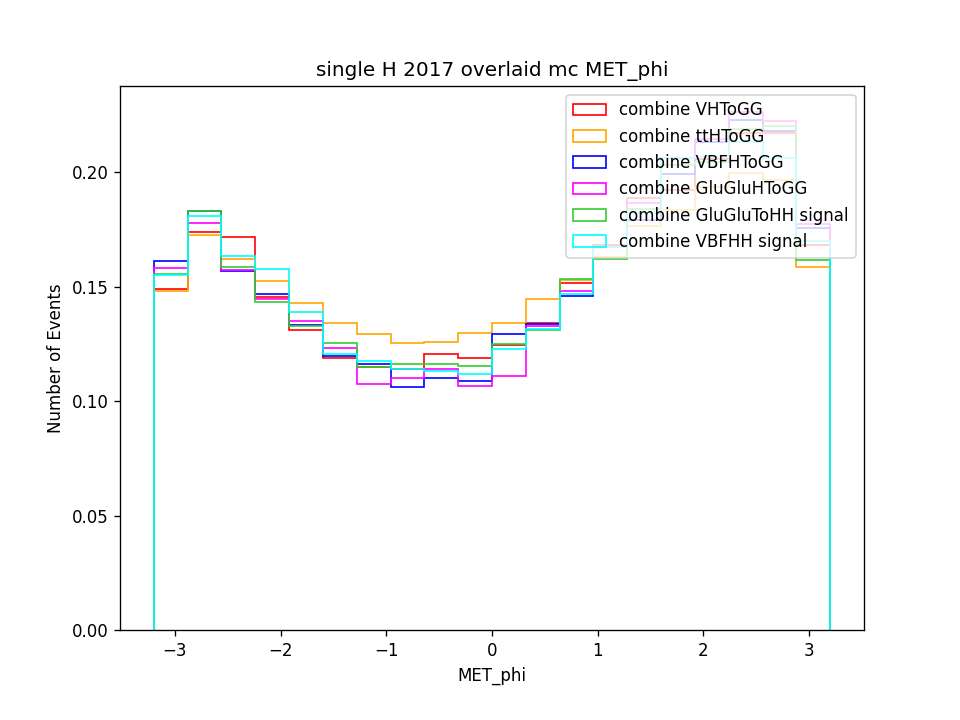 single H 2017 overlaid mc MET_phi
combine VHToGG
combine ttHToGG
combine VBFHToGG
combine GluGluHToGG
combine GluGluToHH signal
combine VBFHH signal
Number of Events
0.20
0.15
0.10
0.05
0.00
−3
−2
−1
0
1
2
3
MET_phi